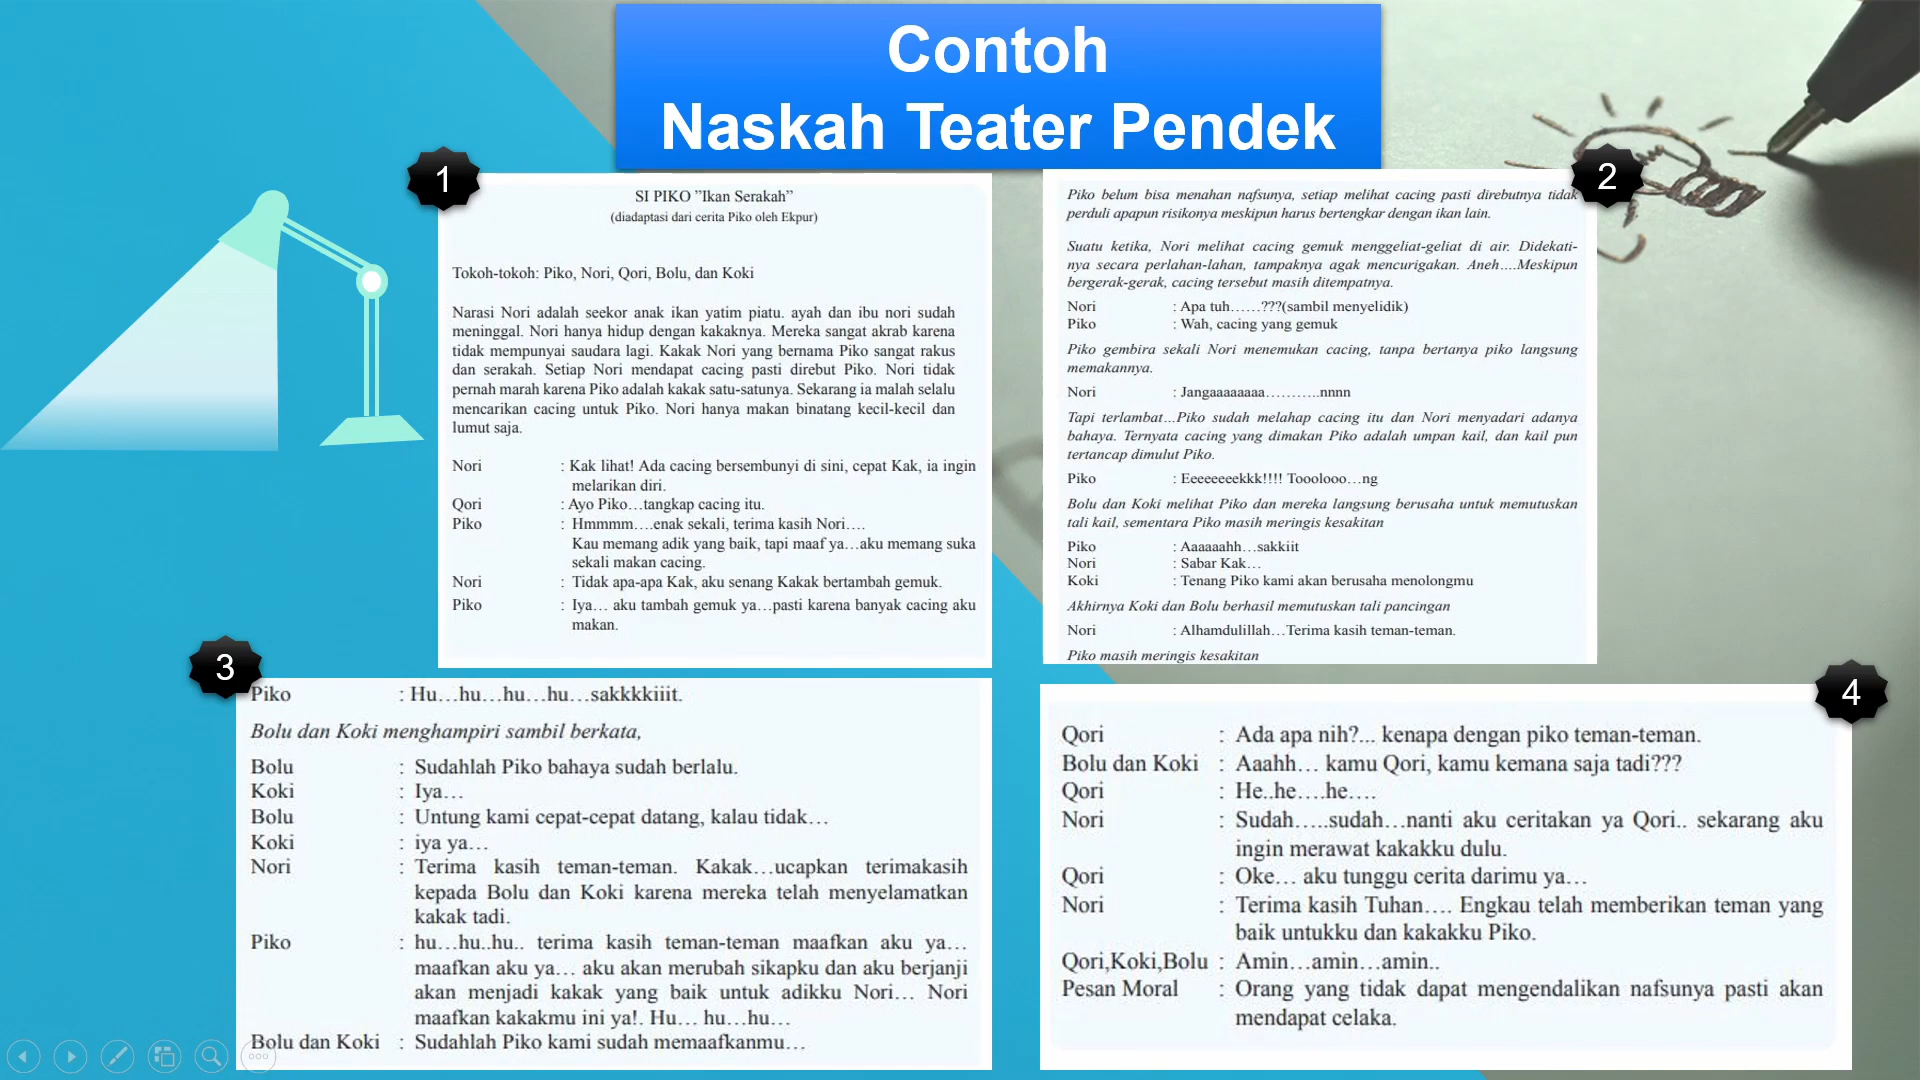 Contoh
Naskah Teater Pendek
1
SI PIKO ”Ikan Serakah”
(diadaptasi dari cerita Piko oleh Ekpur)
Tokoh-tokoh: Piko, Nori, Qori, Bolu, dan Koki
Narasi Nori adalah seekor anak ikan yatim piatu. ayah dan ibu nori sudah
meninggal. Nori hanya hidup dengan kakaknya. Mereka sangat akrab karena
tidak mempunyai saudara lagi. Kakak Nori yang bernama Piko sangat rakus
dan serakah. Setiap Nori mendapat cacing pasti direbut Piko. Nori tidak
pernah marah karena Piko adalah kakak satu-satunya. Sekarang ia malah selalu
mencarikan cacing untuk Piko. Nori hanya makan binatang kecil-kecil dan
lumut saja.
Nori : Kak lihat! Ada cacing bersembunyi di sini, cepat Kak, ia ingin
melarikan diri.
Qori : Ayo Piko…tangkap cacing itu.
Piko : Hmmmm….enak sekali, terima kasih Nori….
Kau memang adik yang baik, tapi maaf ya…aku memang suka
sekali makan cacing.
Nori : Tidak apa-apa Kak, aku senang Kakak bertambah gemuk.
Piko : Iya… aku tambah gemuk ya…pasti karena banyak cacing aku
makan.
2
Piko belum bisa menahan nafsunya, setiap melihat cacing pasti direbutnya tidak
perduli apapun risikonya meskipun harus bertengkar dengan ikan lain.
Suatu ketika, Nori melihat cacing gemuk menggeliat-geliat di air. Didekati-
nya secara perlahan-lahan, tampaknya agak mencurigakan. Aneh….Meskipun
bergerak-gerak, cacing tersebut masih ditempatnya.
Nori : Apa tuh……???(sambil menyelidik)
Piko : Wah, cacing yang gemuk
Piko gembira sekali Nori menemukan cacing, tanpa bertanya piko langsung
memakannya.
Nori : Jangaaaaaaaa………..nnnn
Tapi terlambat…Piko sudah melahap cacing itu dan Nori menyadari adanya
bahaya. Ternyata cacing yang dimakan Piko adalah umpan kail, dan kail pun
tertancap dimulut Piko.
Piko : Eeeeeeeekkk!!!! Tooolooo…ng
Bolu dan Koki melihat Piko dan mereka langsung berusaha untuk memutuskan
tali kail, sementara Piko masih meringis kesakitan
Piko : Aaaaaahh…sakkiit
Nori : Sabar Kak…
Koki : Tenang Piko kami akan berusaha menolongmu
Akhirnya Koki dan Bolu berhasil memutuskan tali pancingan
Nori : Alhamdulillah…Terima kasih teman-teman.
Piko masih meringis kesakitan
3
Piko : Hu…hu…hu…hu…sakkkkiiit.
Bolu dan Koki menghampiri sambil berkata,
Bolu : Sudahlah Piko bahaya sudah berlalu.
Koki : Iya…
Bolu : Untung kami cepat-cepat datang, kalau tidak…
Koki : iya ya…
Nori : Terima kasih teman-teman. Kakak…ucapkan terimakasih
kepada Bolu dan Koki karena mereka telah menyelamatkan
kakak tadi.
Piko : hu…hu..hu.. terima kasih teman-teman maafkan aku ya…
maafkan aku ya… aku akan merubah sikapku dan aku berjanji
akan menjadi kakak yang baik untuk adikku Nori… Nori
maafkan kakakmu ini ya!. Hu… hu…hu…
Bolu dan Koki : Sudahlah Piko kami sudah memaafkanmu…
4
Qori : Ada apa nih?... kenapa dengan piko teman-teman.
Bolu dan Koki : Aaahh… kamu Qori, kamu kemana saja tadi???
Qori : He..he….he….
Nori : Sudah…..sudah…nanti aku ceritakan ya Qori.. sekarang aku
ingin merawat kakakku dulu.
Qori : Oke… aku tunggu cerita darimu ya…
Nori : Terima kasih Tuhan…. Engkau telah memberikan teman yang
baik untukku dan kakakku Piko.
Qori,Koki,Bolu : Amin…amin…amin..
Pesan Moral : Orang yang tidak dapat mengendalikan nafsunya pasti akan
mendapat celaka.